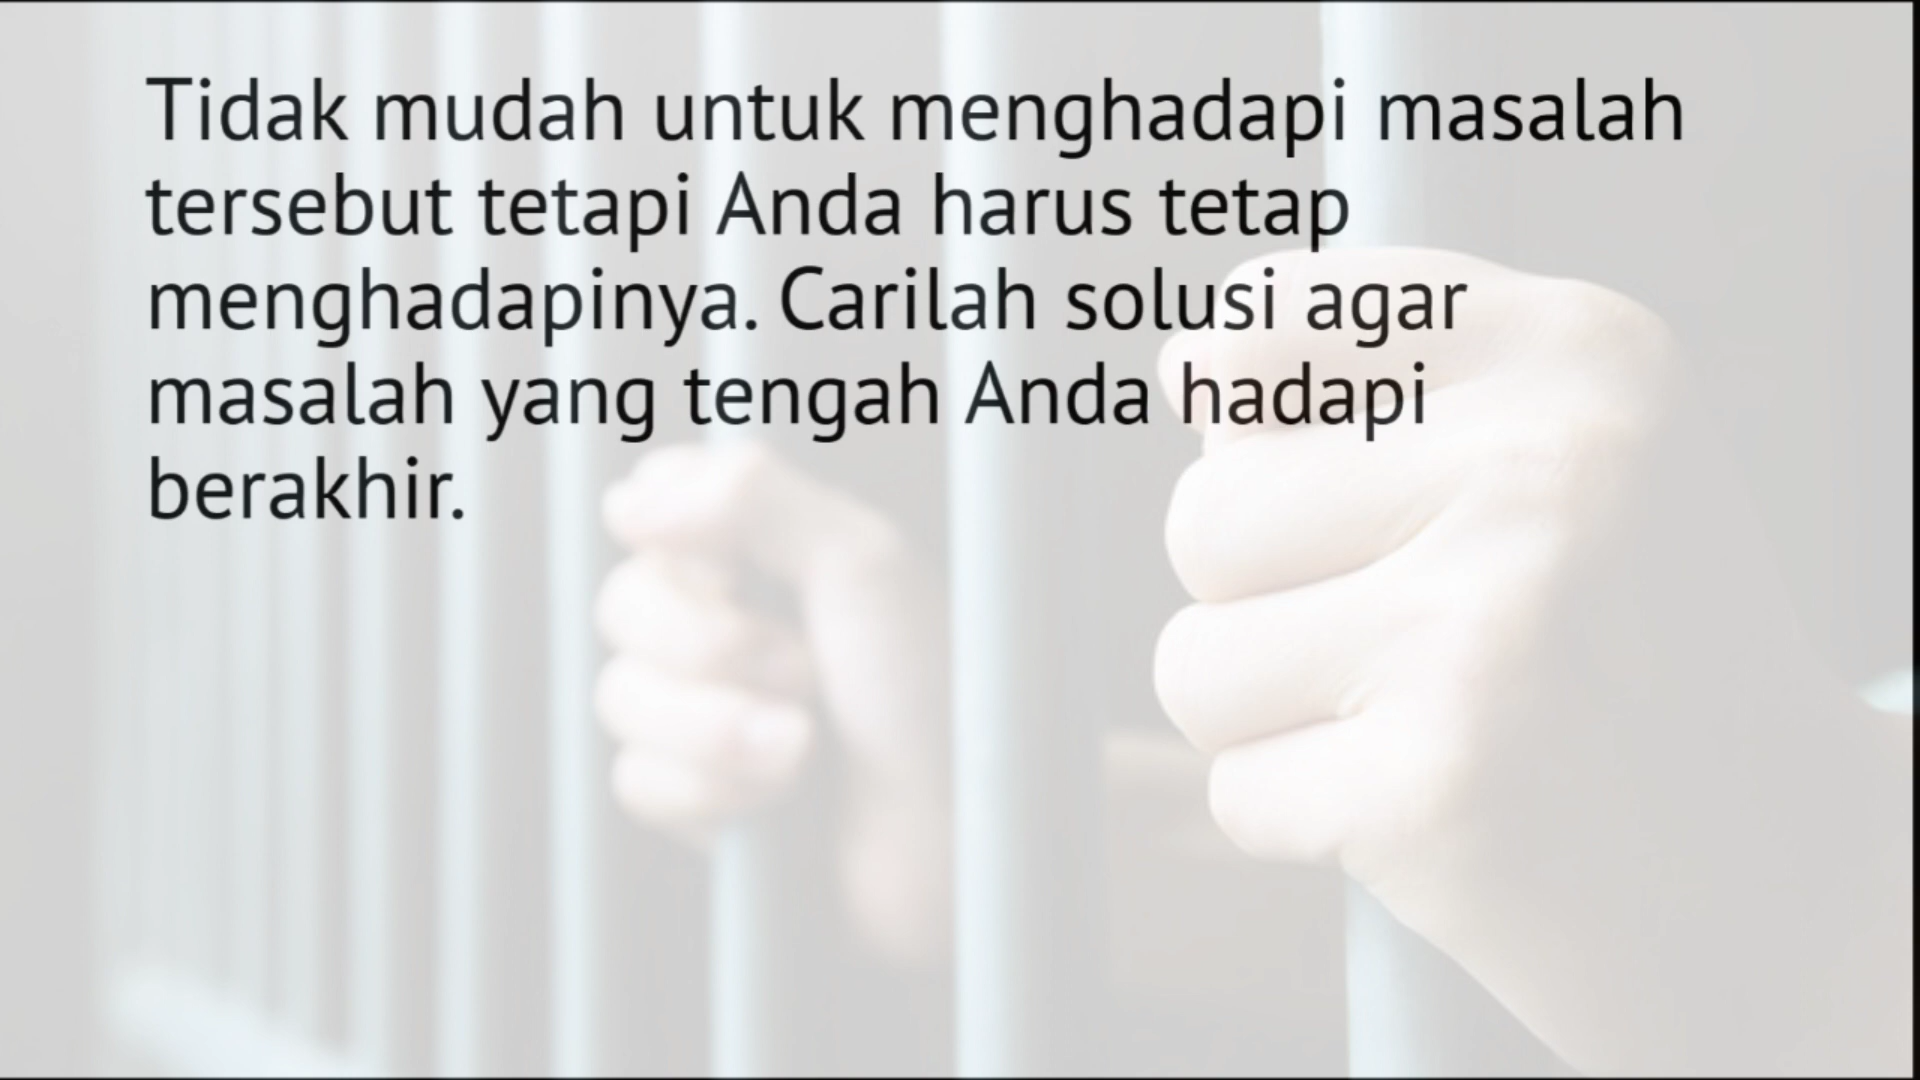 Tidak mudah untuk menghadapi masalah
tersebut tetapi Anda harus tetap
menghadapinya. Carilah solusi agar
masalah yang tengah Anda hadapi
berakhir.